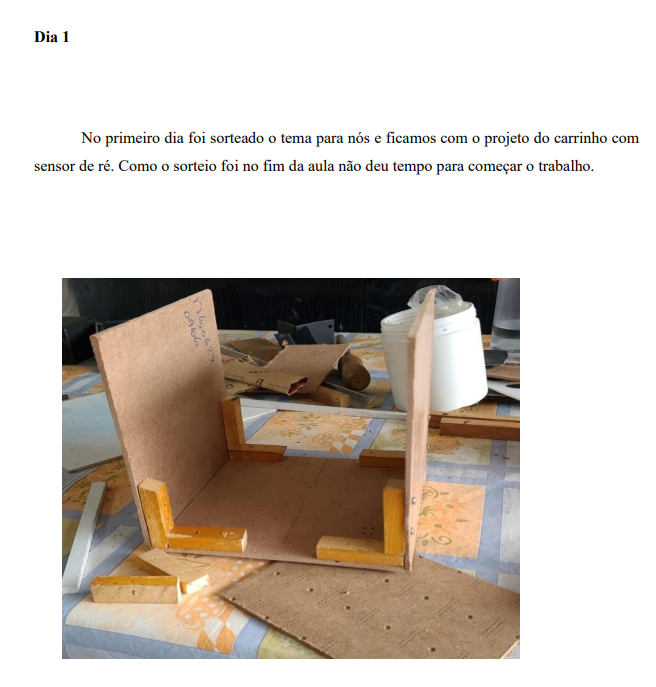 Dia 1
No primeiro dia foi sorteado o tema para nós e ficamos com o projeto do carrinho com
sensor de ré. Como o sorteio foi no fim da aula não deu tempo para começar o trabalho.